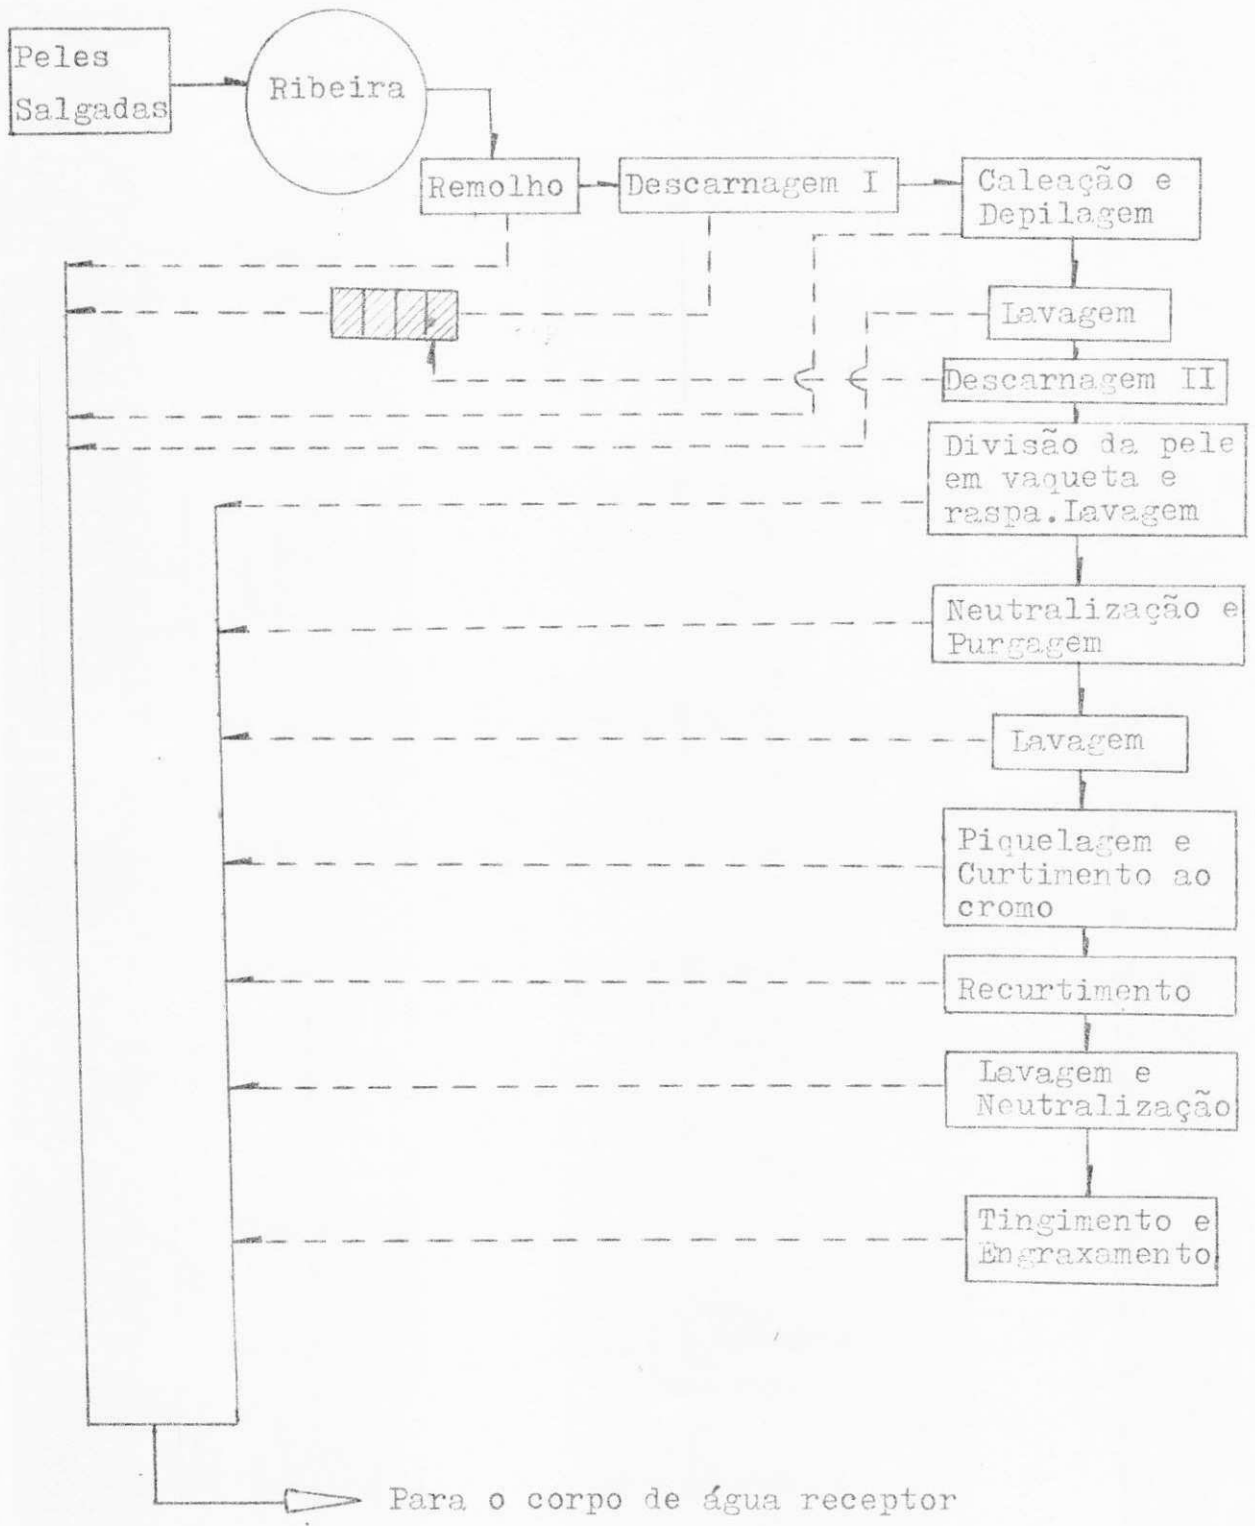 Peles
Salgadas
Ribeira
Remolho
Descarnagem I
Caleação e
Depilagem
Lavagem
Descarnagem II
Divisão da pele
em vaqueta e
raspa.Lavagem
Neutralização e
Purgagem
Lavagem
Piquelagem e
Curtimento ao
cromo
Recurtimento
Lavagem e
Neutralização
Tingimento e
Engraxamento
Para o corpo de água receptor